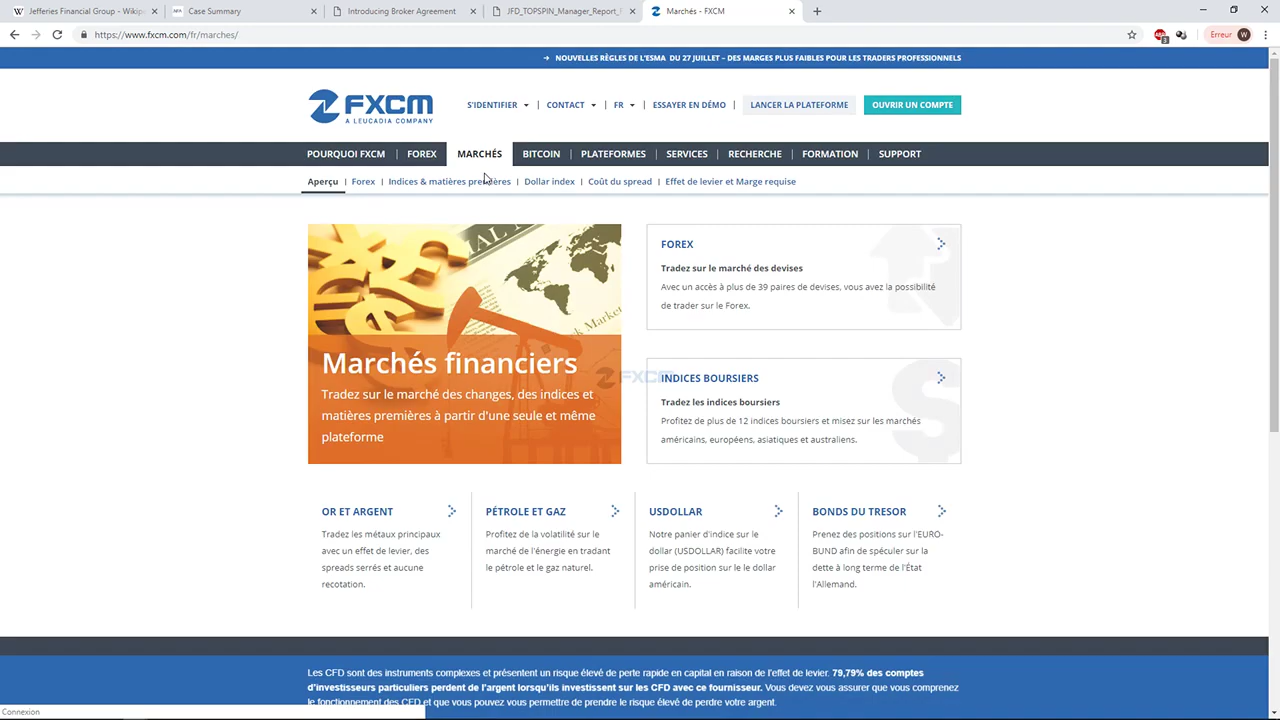 Jefferies Financial Group - Wikip
Case Summary
Introducing Broker Agreement
JFD_TOPSPIN_Manager_Report_F
Marchés - FXCM
https://www.fxcm.com/fr/marches/
Erreur W
→ NOUVELLES RÈGLES DE L'ESMA DU 27 JUILLET – DES MARGES PLUS FAIBLES POUR LES TRADERS PROFESSIONNELS
FXCM
A LEUCADIA COMPANY
S'IDENTIFIER | CONTACT | FR | ESSAYER EN DÉMO | LANCER LA PLATEFORME OUVRIR UN COMPTE
POURQUOI FXCM | FOREX MARCHÉS BITCOIN | PLATEFORMES | SERVICES | RECHERCHE | FORMATION | SUPPORT
Aperçu | Forex | Indices & matières premières | Dollar index | Coût du spread | Effet de levier et Marge requise
Marchés financiers
Tradez sur le marché des changes, des indices et
matières premières à partir d'une seule et même
plateforme
FOREX
Tradez sur le marché des devises
Avec un accès à plus de 39 paires de devises, vous avez la possibilité
de trader sur le Forex.
INDICES BOURSIERS
Tradez les indices boursiers
Profitez de plus de 12 indices boursiers et misez sur les marchés
américains, européens, asiatiques et australiens.
OR ET ARGENT
Tradez les métaux principaux
avec un effet de levier, des
spreads serrés et aucune
recotation.
PÉTROLE ET GAZ
Profitez de la volatilité sur le
marché de l'énergie en tradant
le pétrole et le gaz naturel.
USDOLLAR
Notre panier d'indice sur le
dollar (USDOLLAR) facilite votre
prise de position sur le le dollar
américain.
BONDS DU TRESOR
Prenez des positions sur l'EURO-
BUND afin de spéculer sur la
dette à long terme de l'État
l'Allemand.
Les CFD sont des instruments complexes et présentent un risque élevé de perte rapide en capital en raison de l'effet de levier. 79,79% des comptes
d'investisseurs particuliers perdent de l'argent lorsqu'ils investissent sur les CFD avec ce fournisseur. Vous devez vous assurer que vous comprenez
le fonctionnement des CFD et que vous pouvez vous permettre de prendre le risque élevé de perdre votre argent.
Connexion